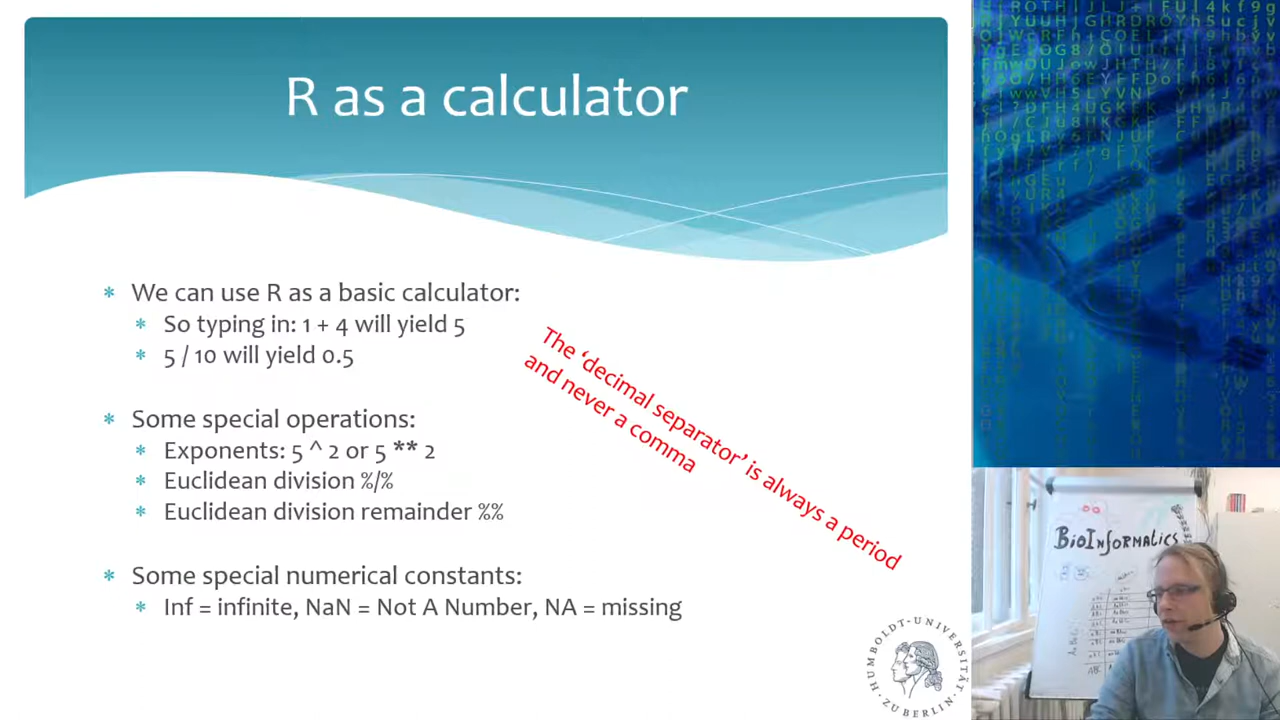 R as a calculator
* We can use R as a basic calculator:
* So typing in: 1 + 4 will yield 5
* 5 / 10 will yield 0.5
The ‘decimal separator’ is always a period
and never a comma
* Some special operations:
* Exponents: 5 ^ 2 or 5 ** 2
* Euclidean division %/%
* Euclidean division remainder %%
* Some special numerical constants:
* Inf = infinite, NaN = Not A Number, NA = missing
HUMBOLDT-UNIVERSITÄT
ZU BERLIN
BioInformatics